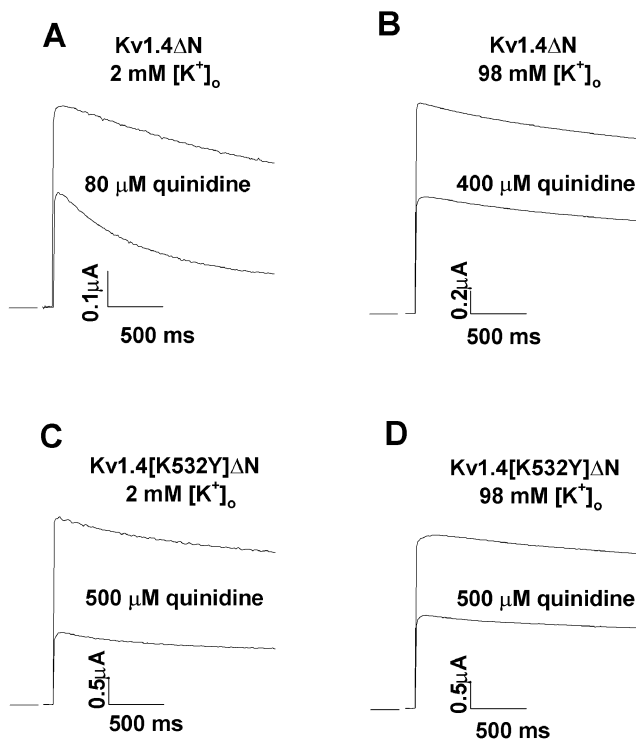 A
Kv1.4ΔN
2 mM [K⁺]ₒ
80 μM quinidine
0.1μA
500 ms
B
Kv1.4ΔN
98 mM [K⁺]ₒ
400 μM quinidine
0.2μA
500 ms
C
Kv1.4[K532Y]ΔN
2 mM [K⁺]ₒ
500 μM quinidine
0.5μA
500 ms
D
Kv1.4[K532Y]ΔN
98 mM [K⁺]ₒ
500 μM quinidine
0.5μA
500 ms